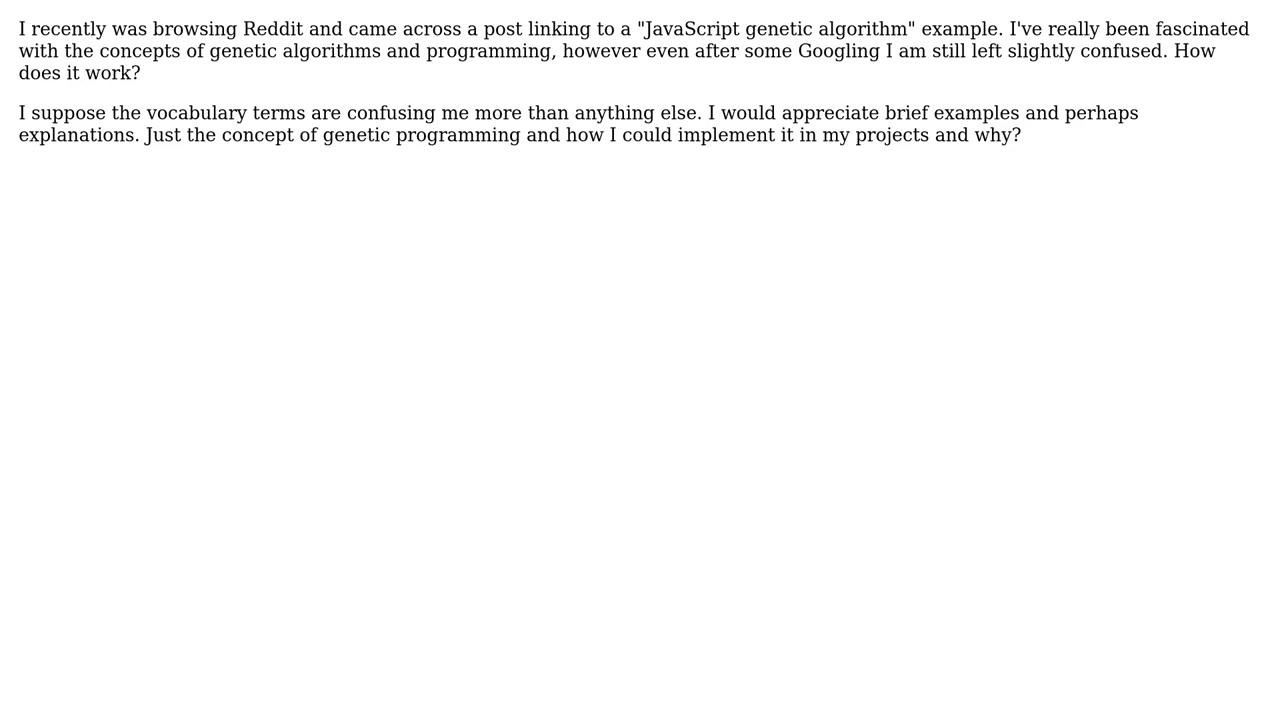 I recently was browsing Reddit and came across a post linking to a "JavaScript genetic algorithm" example. I've really been fascinated
with the concepts of genetic algorithms and programming, however even after some Googling I am still left slightly confused. How
does it work?
I suppose the vocabulary terms are confusing me more than anything else. I would appreciate brief examples and perhaps
explanations. Just the concept of genetic programming and how I could implement it in my projects and why?